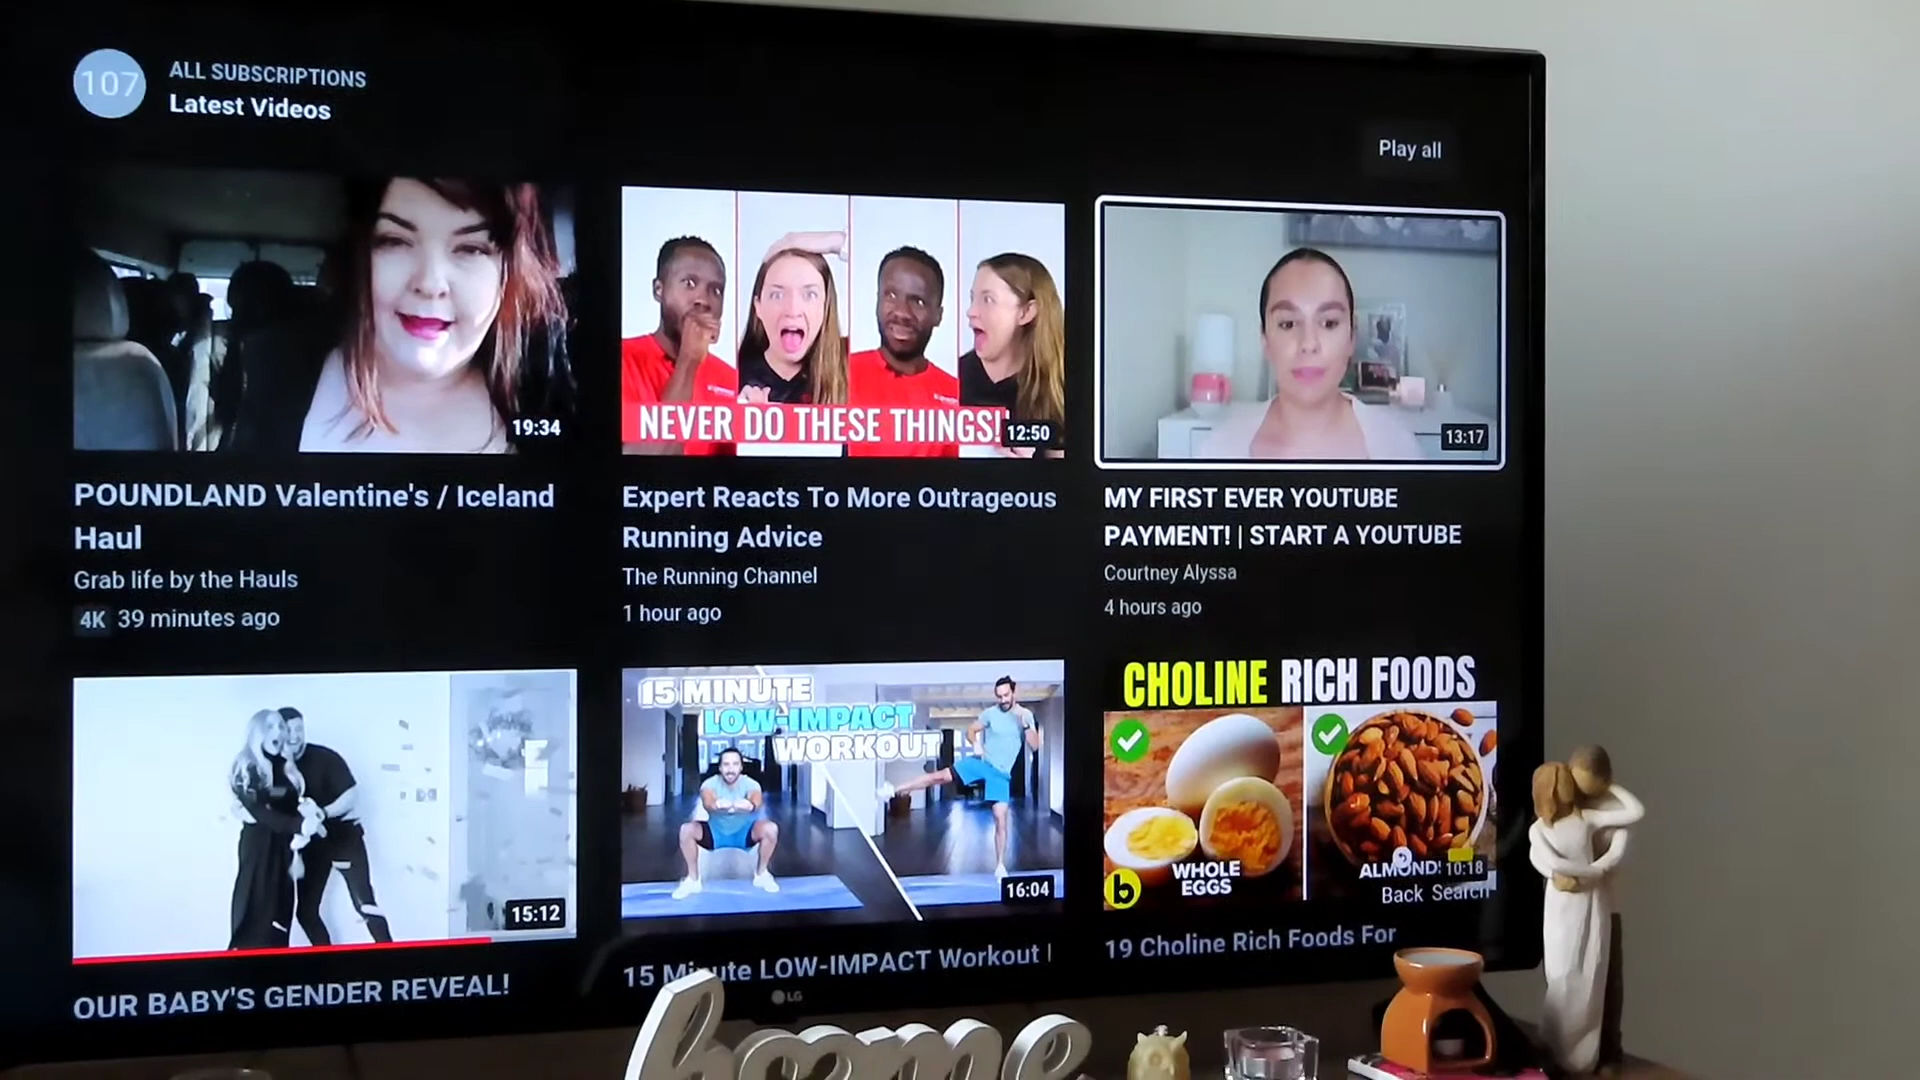 107
ALL SUBSCRIPTIONS
Latest Videos
Play all
19:34
NEVER DO THESE THINGS!
12:50
13:17
POUNDLAND Valentine's / Iceland
Haul
Grab life by the Hauls
4K 39 minutes ago
Expert Reacts To More Outrageous
Running Advice
The Running Channel
1 hour ago
MY FIRST EVER YOUTUBE
PAYMENT! | START A YOUTUBE
Courtney Alyssa
4 hours ago
15:12
15 MINUTE
LOW-IMPACT
WORKOUT
16:04
CHOLINE RICH FOODS
WHOLE
EGGS
b
ALMOND
10:18
Back Search
OUR BABY'S GENDER REVEAL!
15 Minute LOW-IMPACT Workout |
19 Choline Rich Foods For
LG
home